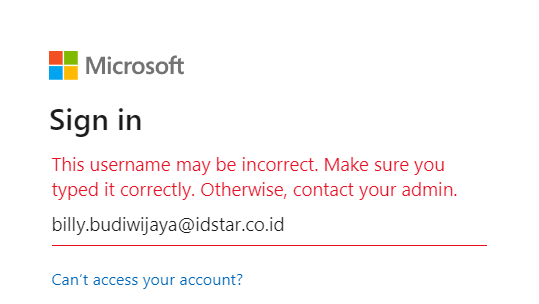 Microsoft
Sign in
This username may be incorrect. Make sure you
typed it correctly. Otherwise, contact your admin.
billy.budiwijaya@idstar.co.id
Can't access your account?